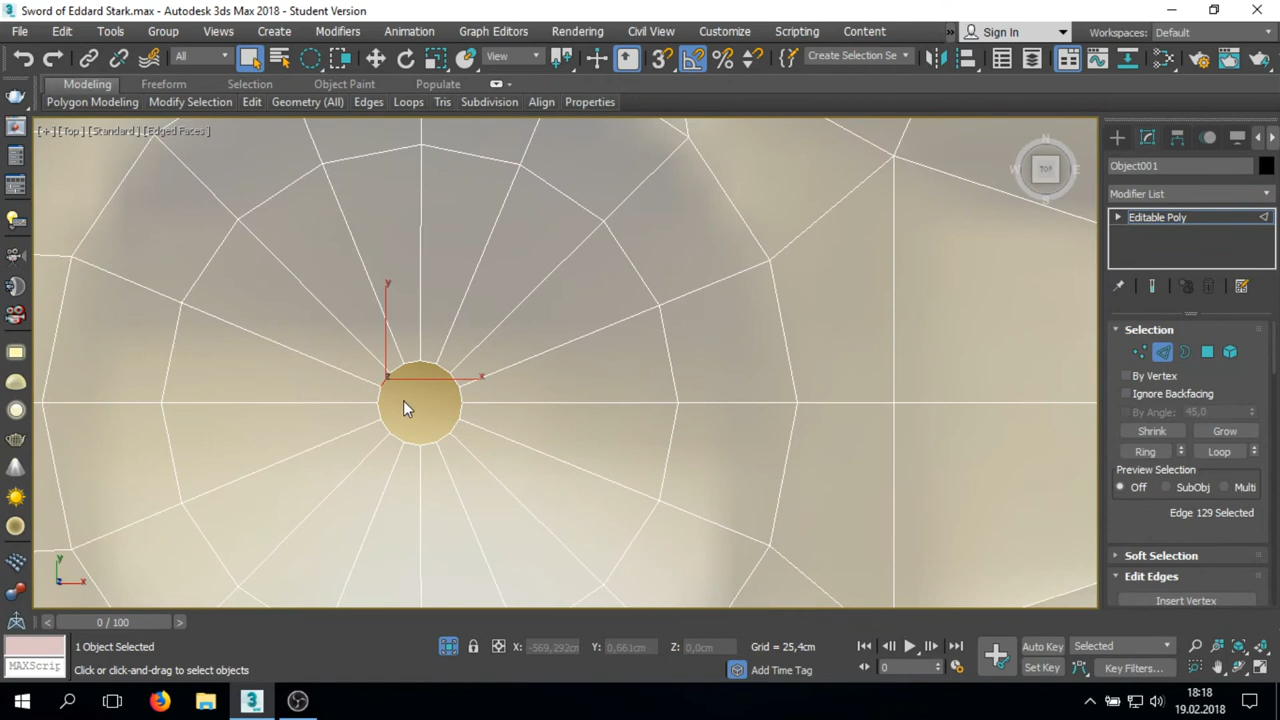 Sword of Eddard Stark.max - Autodesk 3ds Max 2018 - Student Version
File Edit Tools Group Views Create Modifiers Animation Graph Editors Rendering Civil View Customize Scripting Content » Sign In Workspaces: Default
All View 3 Create Selection Se
Modeling Freeform Selection Object Paint Populate
Polygon Modeling Modify Selection Edit Geometry (All) Edges Loops Tris Subdivision Align Properties
[+] [Top] [Standard] [Edged Faces]
N
W TOP E
S
y
z x
y
z x
Object001
Modifier List
Editable Poly
Selection
By Vertex
Ignore Backfacing
By Angle: 45,0
Shrink Grow
Ring Loop
Preview Selection
Off SubObj Multi
Edge 129 Selected
Soft Selection
Edit Edges
Insert Vertex
< 0 / 100 >
1 Object Selected X: -569,292cm Y: 0,661cm Z: 0,0cm Grid = 25,4cm Auto Key Selected
MAXScrip Click or click-and-drag to select objects Add Time Tag 0 Set Key Key Filters...
3 MAX
18:18
19.02.2018